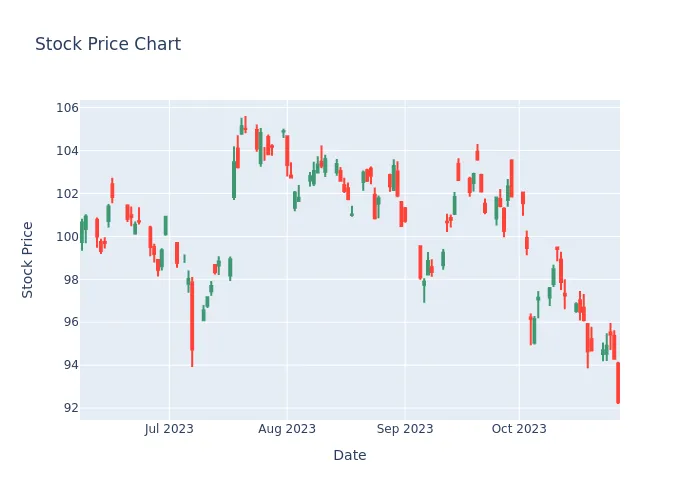 Stock Price Chart
Stock Price
106
104
102
100
98
96
94
92
Jul 2023
Aug 2023
Sep 2023
Oct 2023
Date